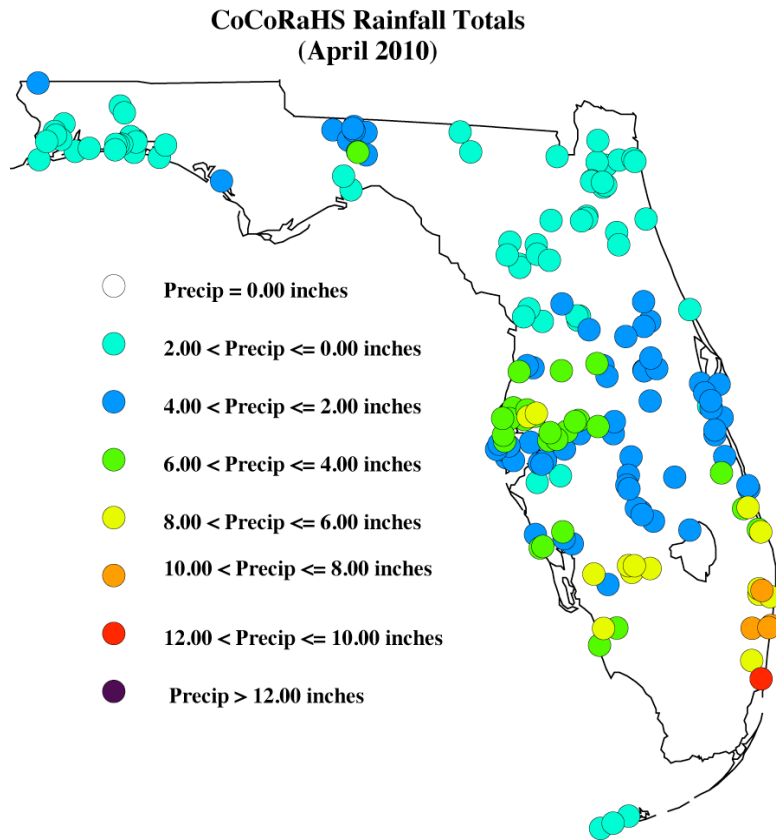 CoCoRaHS Rainfall Totals
(April 2010)
Precip = 0.00 inches
2.00 < Precip <= 0.00 inches
4.00 < Precip <= 2.00 inches
6.00 < Precip <= 4.00 inches
8.00 < Precip <= 6.00 inches
10.00 < Precip <= 8.00 inches
12.00 < Precip <= 10.00 inches
Precip > 12.00 inches